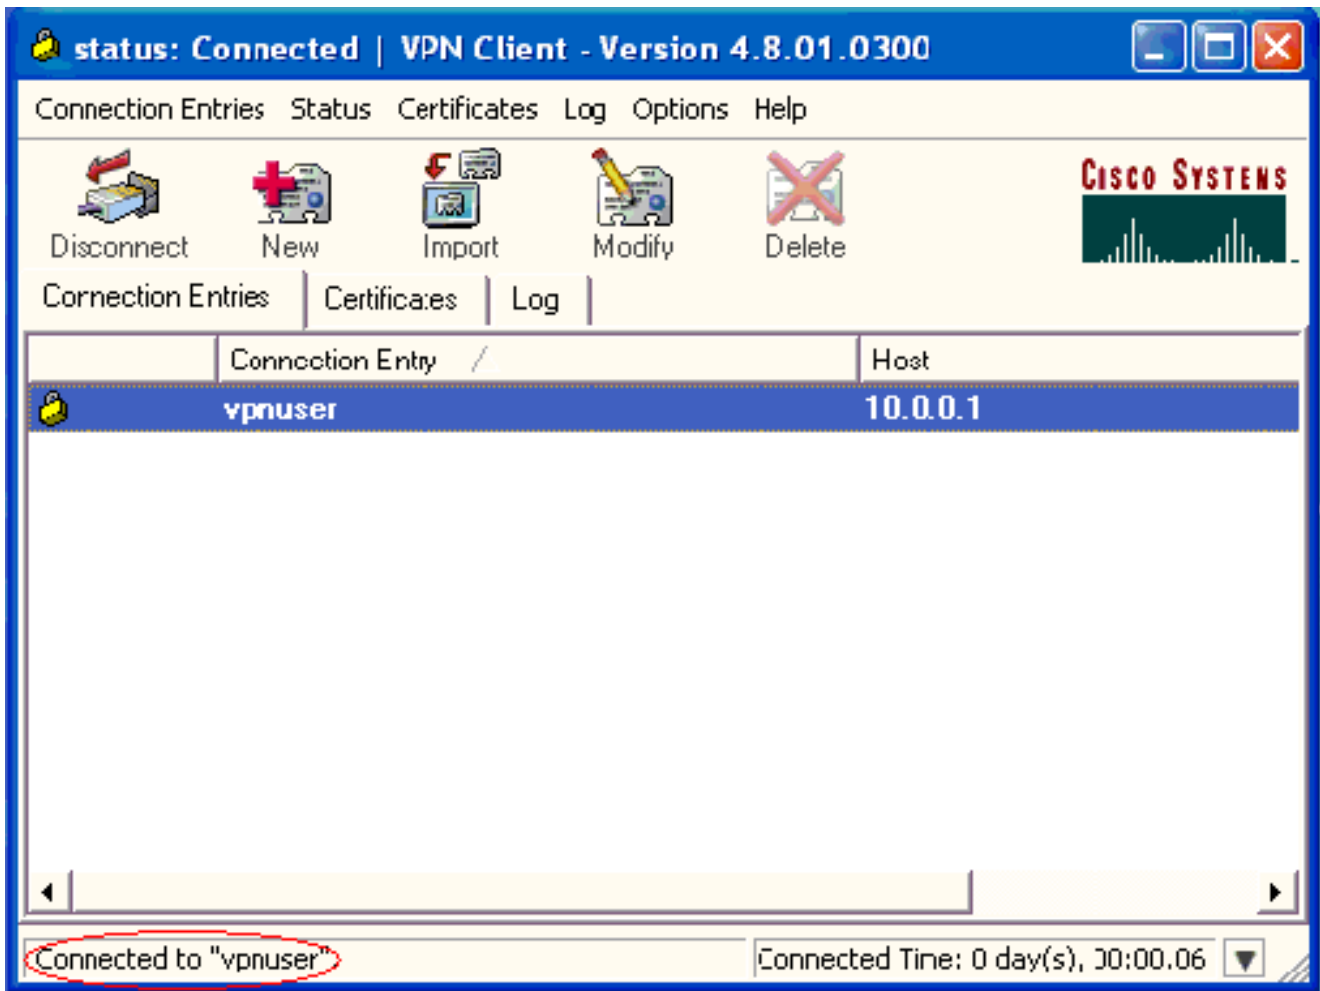 status: Connected | VPN Client - Version 4.8.01.0300
Connection Entries Status Certificates Log Options Help
Disconnect New Import Modify Delete
CISCO SYSTEMS
Connection Entries Certificates Log
Connection Entry Host
vpnuser 10.0.0.1
Connected to "vpnuser" Connected Time: 0 day(s), 00:00.06